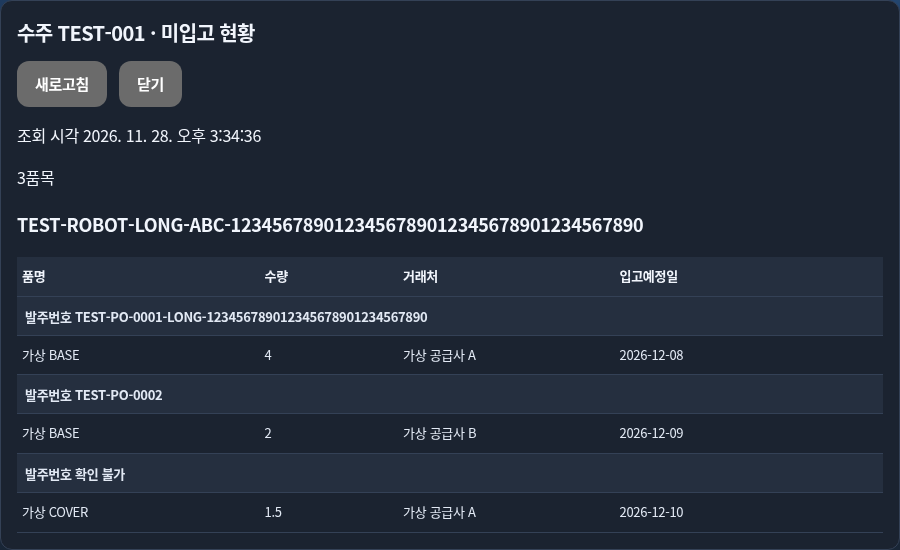 수주 TEST-001 · 미입고 현황
새로고침 닫기
조회 시각 2026. 11. 28. 오후 3:34:36
3품목
TEST-ROBOT-LONG-ABC-1234567890123456789012345678901234567890
품명 수량 거래처 입고예정일
발주번호 TEST-PO-0001-LONG-123456789012345678901234567890
가상 BASE 4 가상 공급사 A 2026-12-08
발주번호 TEST-PO-0002
가상 BASE 2 가상 공급사 B 2026-12-09
발주번호 확인 불가
가상 COVER 1.5 가상 공급사 A 2026-12-10